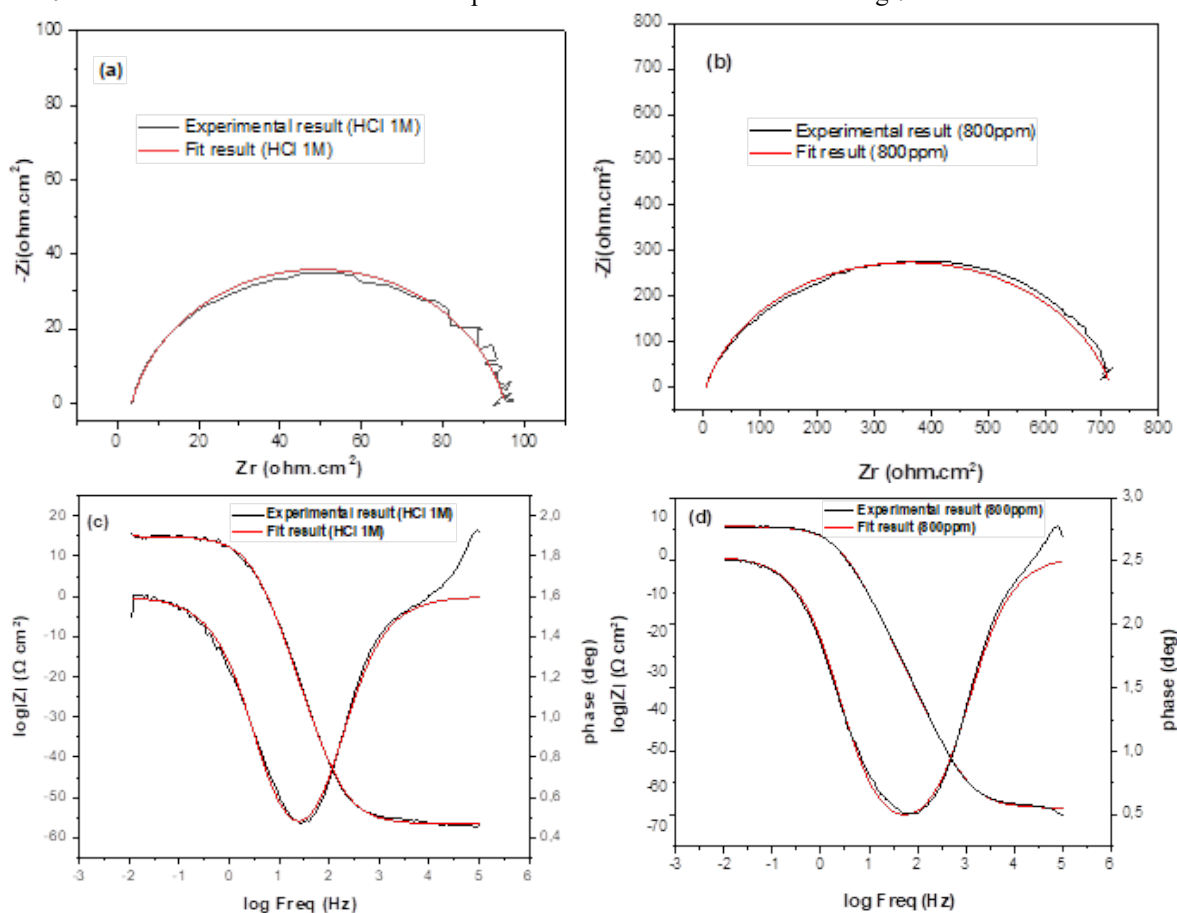 (a)
Experimental result (HCl 1M)
Fit result (HCl 1M)
-Zi(ohm.cm²)
100
80
60
40
20
0
0 20 40 60 80 100
Zr (ohm.cm²)
(b)
Experimental result (800ppm)
Fit result (800ppm)
-Zi(ohm.cm²)
800
700
600
500
400
300
200
100
0
0 100 200 300 400 500 600 700 800
Zr (ohm.cm²)
(c)
Experimental result (HCl 1M)
Fit result (HCl 1M)
log|Z| (Ω cm²)
20
10
0
-10
-20
-30
-40
-50
-60
2,0
1,8
1,6
1,4
1,2
1,0
0,8
0,6
0,4
phase (deg)
-3 -2 -1 0 1 2 3 4 5 6
log Freq (Hz)
(d)
Experimental result (800ppm)
Fit result (800ppm)
log|Z| (Ω cm²)
10
0
-10
-20
-30
-40
-50
-60
-70
3,0
2,5
2,0
1,5
1,0
0,5
phase (deg)
-3 -2 -1 0 1 2 3 4 5 6
log Freq (Hz)